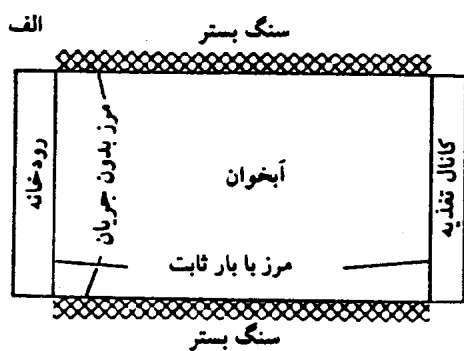 الف
سنگ بستر
کانال تغذیه
آبخوان
مرز بدون جریان
رودخانه
مرز با بار ثابت
سنگ بستر